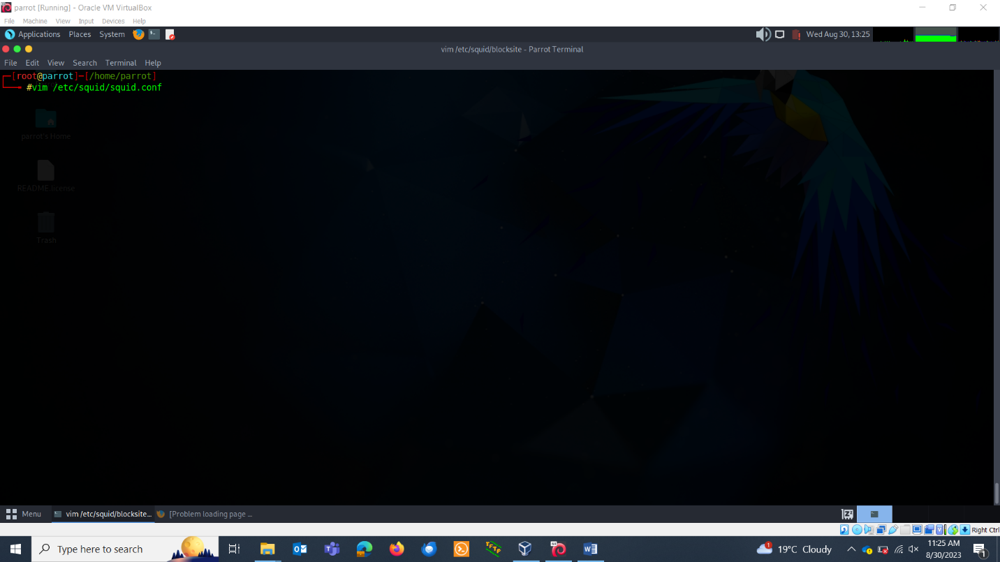 parrot [Running] - Oracle VM VirtualBox
File Machine View Input Devices Help
Applications Places System
Wed Aug 30, 13:25
vim /etc/squid/blocksite - Parrot Terminal
File Edit View Search Terminal Help
[root@parrot]-[/home/parrot]
#vim /etc/squid/squid.conf
parrot's Home
README.license
Trash
Menu
vim /etc/squid/blocksite...
[Problem loading page ...
Right Ctrl
Type here to search
TFTP
1
19°C Cloudy
11:25 AM
8/30/2023
1